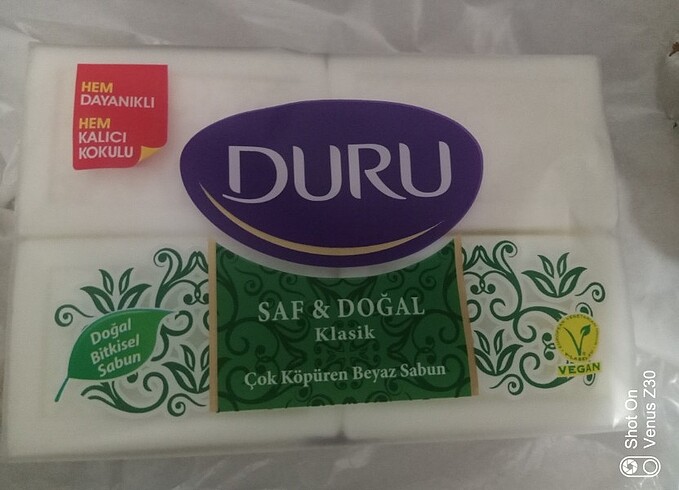 HEM
DAYANIKLI
HEM
KALICI
KOKULU
DURU
SAF & DOĞAL
Klasik
Çok Köpüren Beyaz Sabun
Doğal
Bitkisel
Sabun
VEGAN
Shot On
Venus Z30